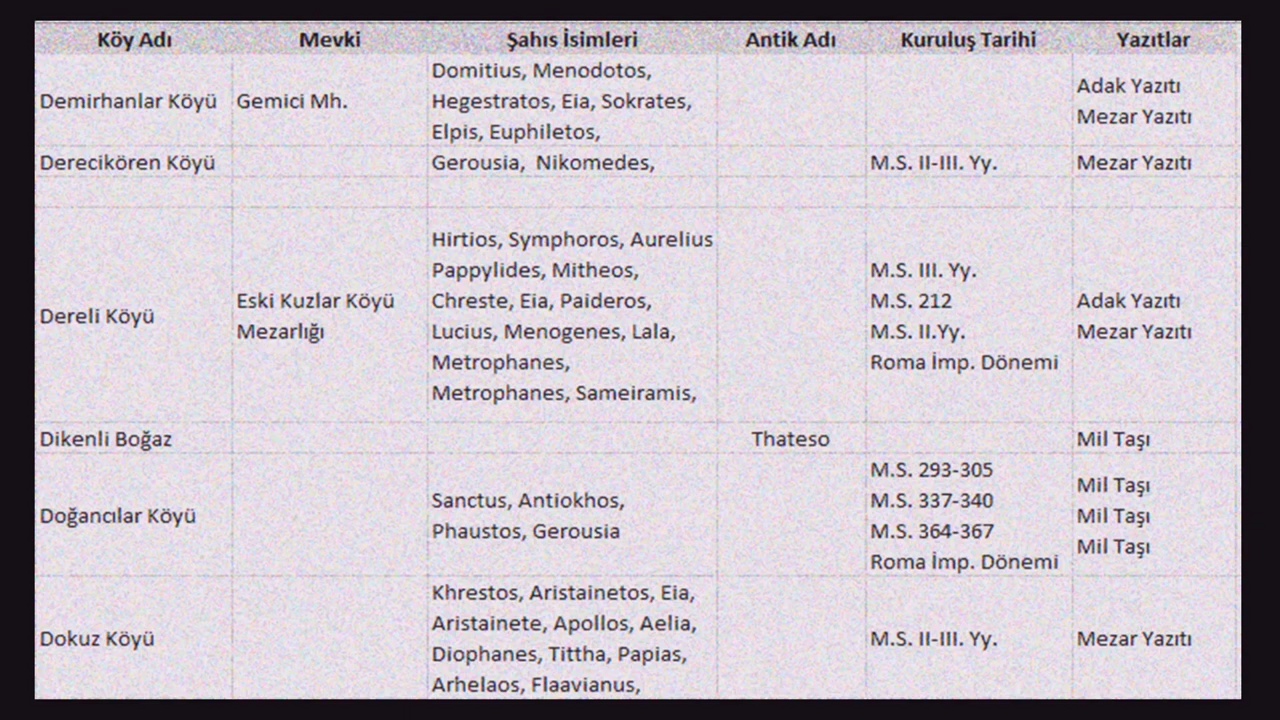 Köy Adı Mevki Şahıs İsimleri Antik Adı Kuruluş Tarihi Yazıtlar
Demirhanlar Köyü Gemici Mh. Domitius, Menodotos,
Hegestratos, Eia, Sokrates,
Elpis, Euphiletos,
Adak Yazıtı
Mezar Yazıtı
Derecikören Köyü Gerousia, Nikomedes, M.S. II-III. Yy. Mezar Yazıtı
Dereli Köyü
Eski Kuzlar Köyü
Mezarlığı
Hirtios, Symphoros, Aurelius
Pappylides, Mitheos,
Chreste, Eia, Paideros,
Lucius, Menogenes, Lala,
Metrophanes,
Metrophanes, Sameiramis,
M.S. III. Yy.
M.S. 212
M.S. II.Yy.
Roma İmp. Dönemi
Adak Yazıtı
Mezar Yazıtı
Dikenli Boğaz Thateso Mil Taşı
Doğancılar Köyü
Sanctus, Antiokhos,
Phaustos, Gerousia
M.S. 293-305
M.S. 337-340
M.S. 364-367
Roma İmp. Dönemi
Mil Taşı
Mil Taşı
Mil Taşı
Dokuz Köyü
Khrestos, Aristainetos, Eia,
Aristainete, Apollos, Aelia,
Diophanes, Tittha, Papias,
Arhelaos, Flaavianus,
M.S. II-III. Yy.
Mezar Yazıtı